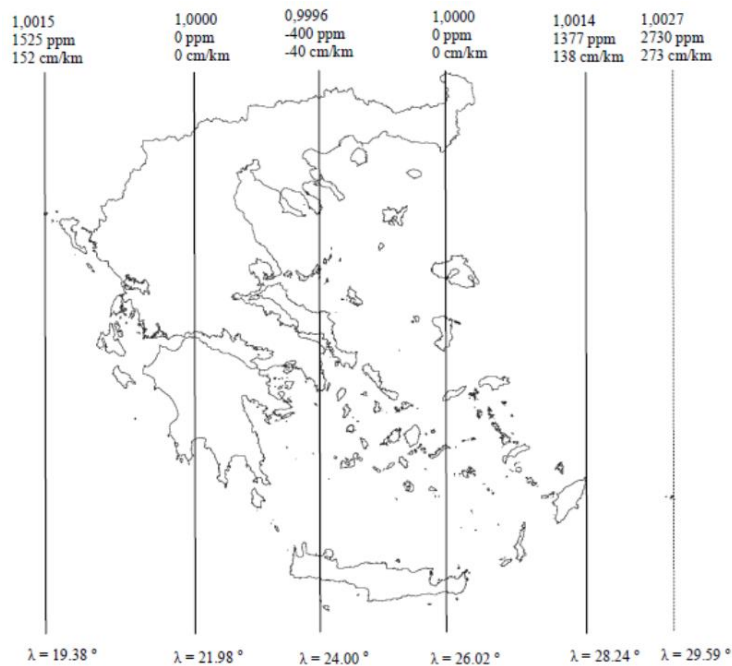 1,0015
1525 ppm
152 cm/km
1,0000
0 ppm
0 cm/km
0,9996
-400 ppm
-40 cm/km
1,0000
0 ppm
0 cm/km
1,0014
1377 ppm
138 cm/km
1,0027
2730 ppm
273 cm/km
λ = 19.38 °
λ = 21.98 °
λ = 24.00 °
λ = 26.02 °
λ = 28.24 °
λ = 29.59 °